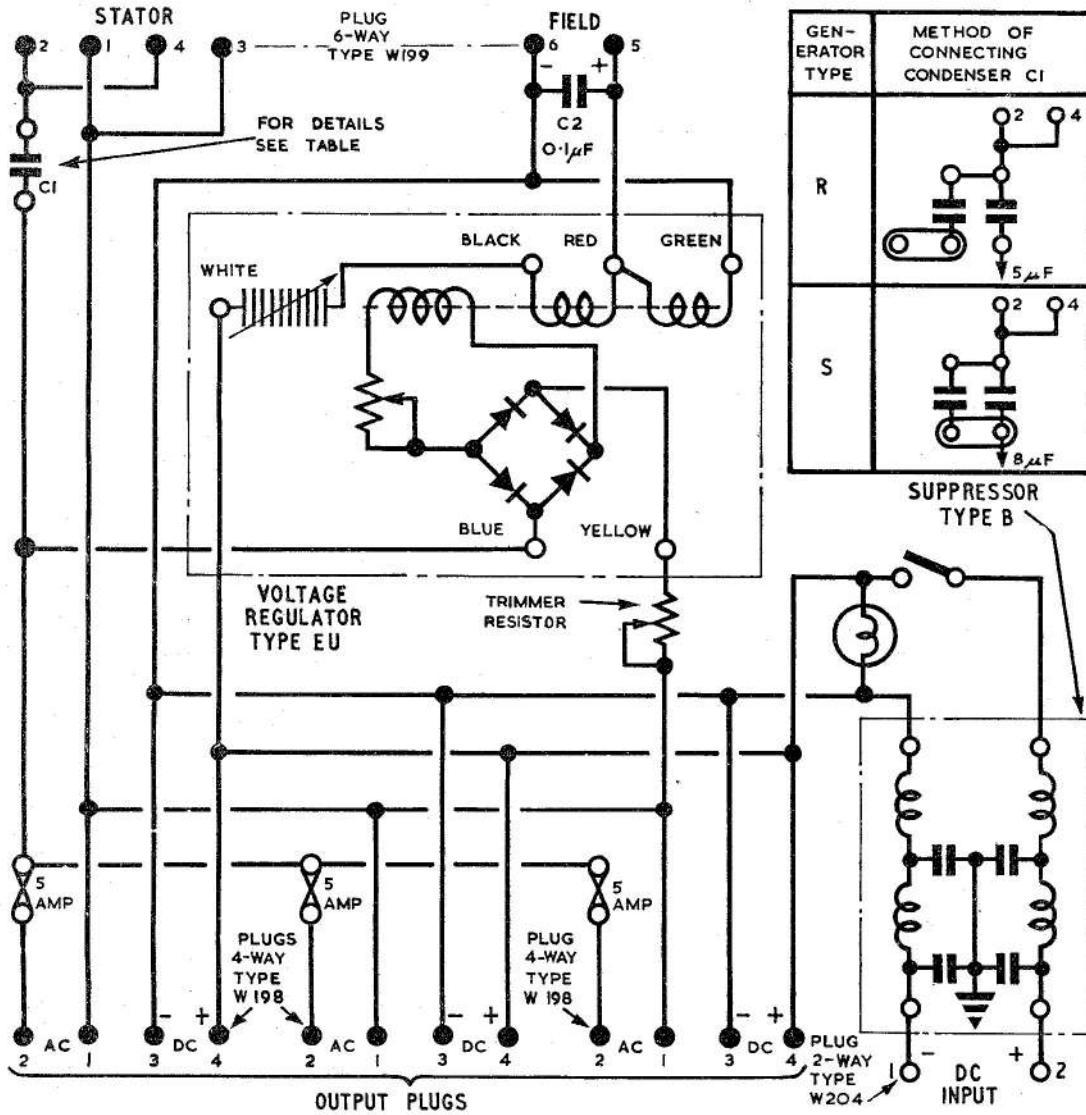 STATOR
PLUG
6-WAY
TYPE W199
FIELD
2
1
4
3
6
5
-
+
C2
0·1µF
FOR DETAILS
SEE TABLE
C1
GEN-
ERATOR
TYPE
METHOD OF
CONNECTING
CONDENSER C1
R
2
4
5µF
S
2
4
8µF
BLACK
RED
GREEN
WHITE
BLUE
YELLOW
VOLTAGE
REGULATOR
TYPE EU
TRIMMER
RESISTOR
SUPPRESSOR
TYPE B
5
AMP
5
AMP
5
AMP
PLUGS
4-WAY
TYPE
W 198
PLUG
4-WAY
TYPE
W 198
2 AC 1
- +
3 DC 4
2 AC 1
- +
3 DC 4
2 AC 1
- +
3 DC 4
OUTPUT PLUGS
PLUG
2-WAY
TYPE
W204
1 - + 2
DC
INPUT